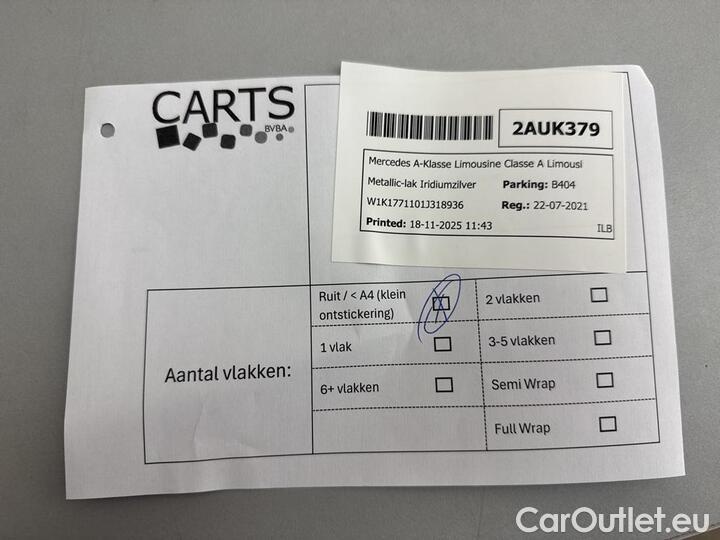 CARTS
BVBA
2AUK379
Mercedes A-Klasse Limousine Classe A Limousi
Metallic-lak Iridiumzilver Parking: B404
W1K1771101J318936 Reg.: 22-07-2021
Printed: 18-11-2025 11:43 ILB
Aantal vlakken:
Ruit / < A4 (klein
ontstickering)
2 vlakken
1 vlak
3-5 vlakken
6+ vlakken
Semi Wrap
Full Wrap
CarOutlet.eu